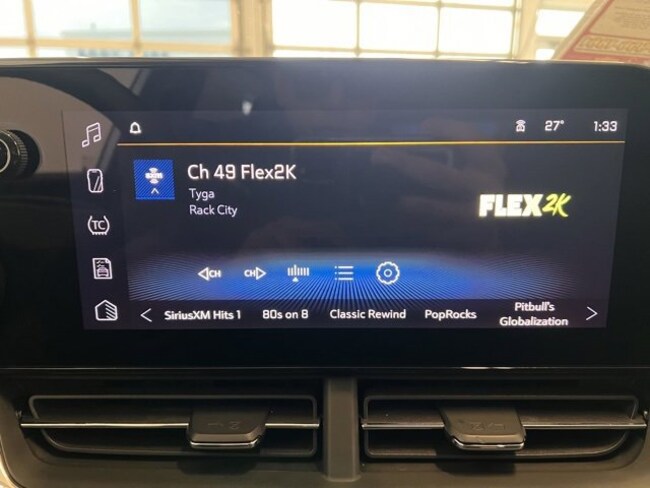 27° 1:33
Ch 49 Flex2K
Tyga
Rack City
FLEX2K
TC
CH CH
SiriusXM Hits 1 80s on 8 Classic Rewind PopRocks Pitbull's
Globalization